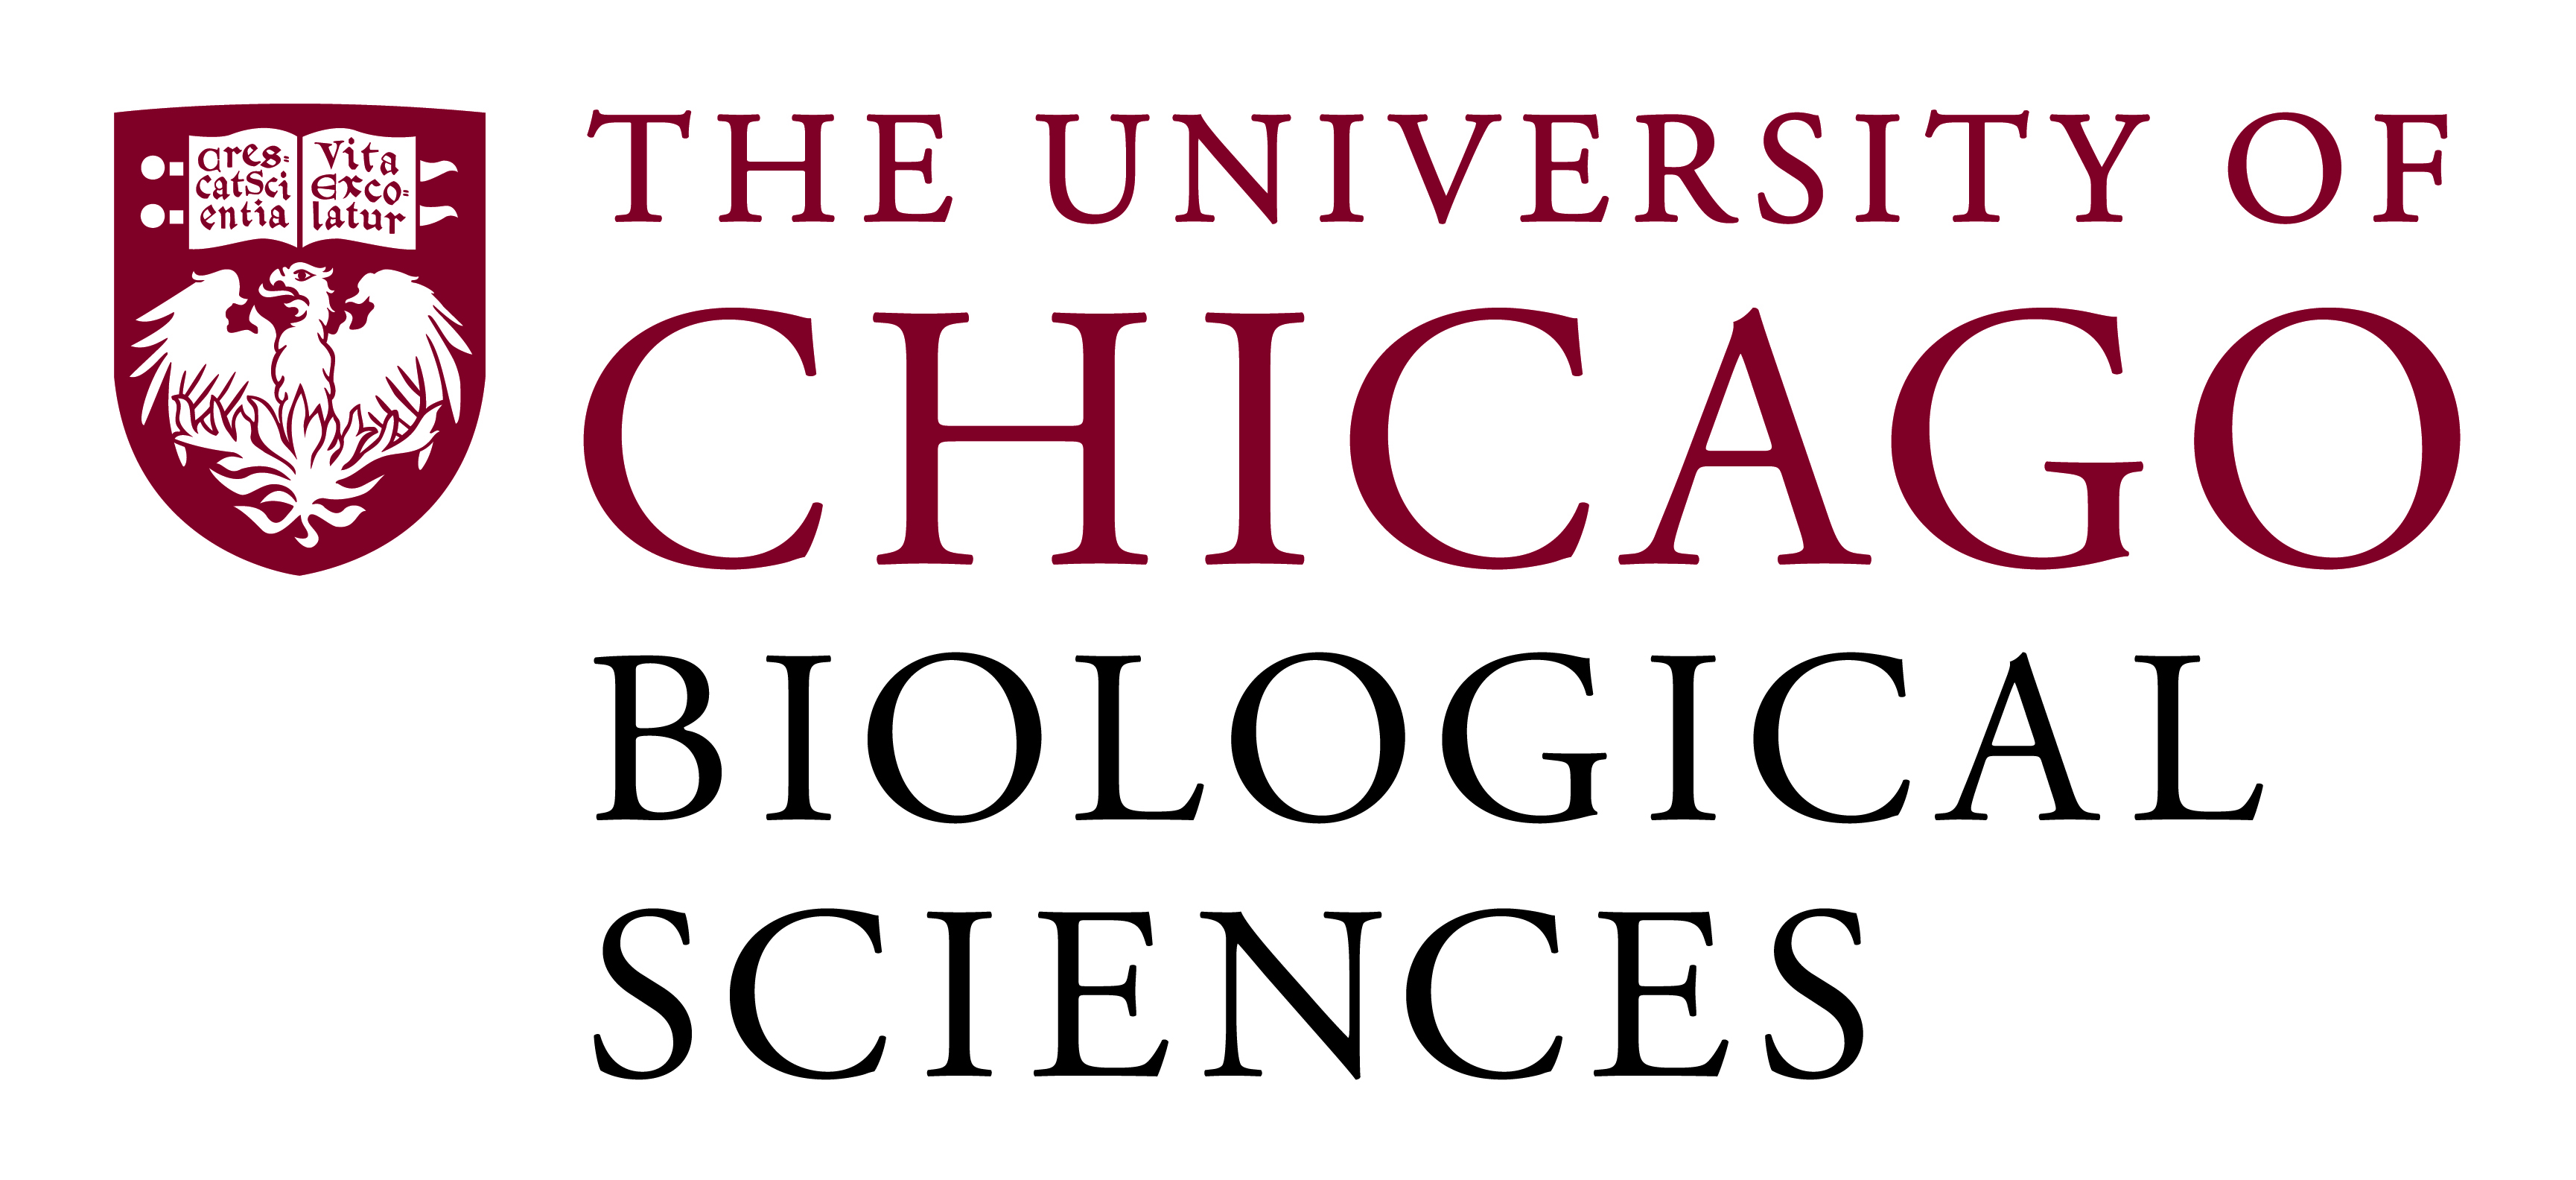 Cres=
catSci
entia
Vita
Exco=
latur
THE UNIVERSITY OF
CHICAGO
BIOLOGICAL
SCIENCES